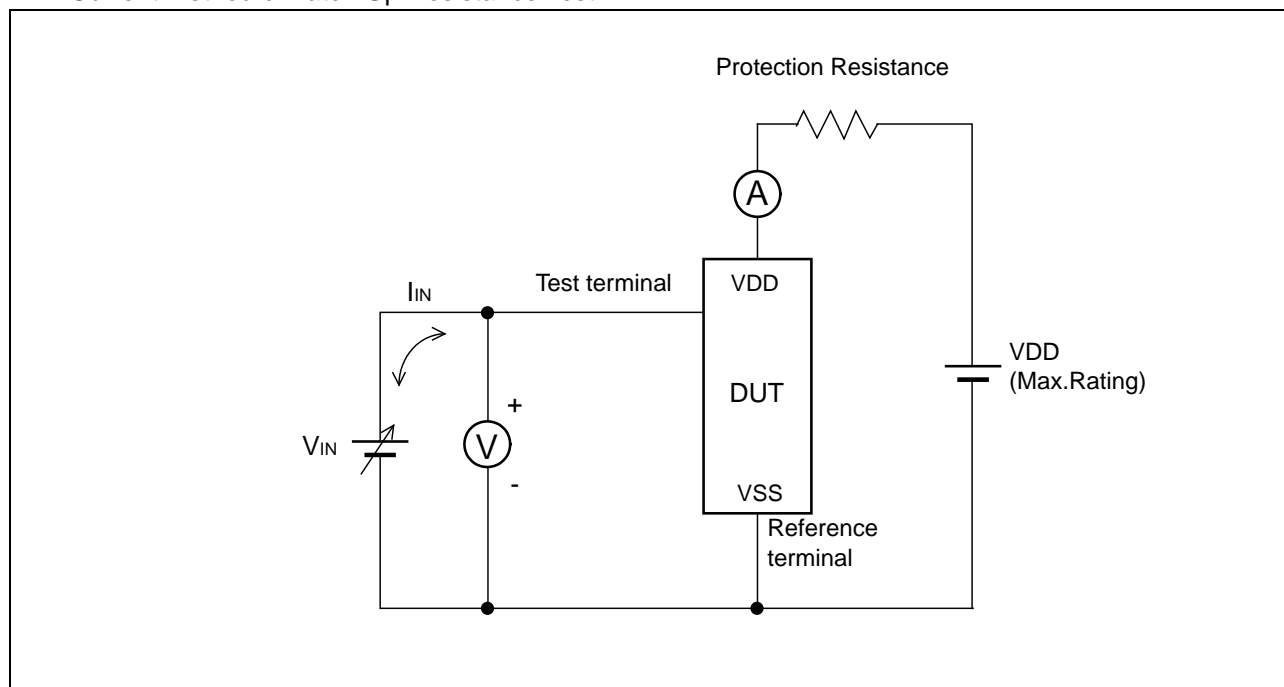 Protection Resistance
A
IIN
Test terminal
VDD
VDD
(Max.Rating)
DUT
+
VIN
V
-
VSS
Reference
terminal